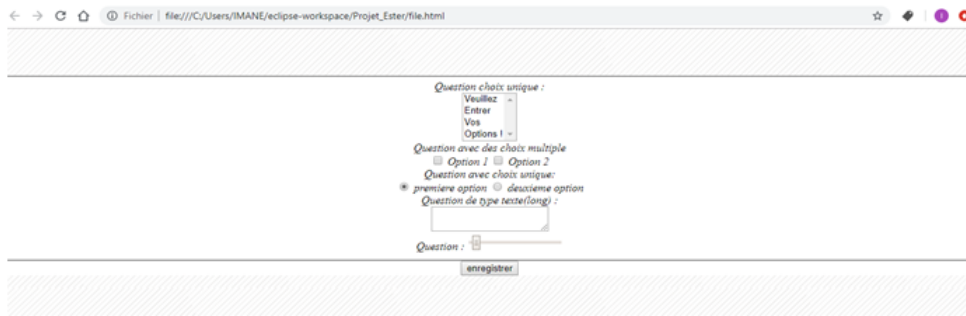 Fichier | file:///C:/Users/IMANE/eclipse-workspace/Projet_Ester/file.html
Question choix unique :
Veuillez
Entrer
Vos
Options !
Question avec des choix multiple
Option 1 Option 2
Question avec choix unique:
premiere option deuxieme option
Question de type texte(long) :
Question :
enregistrer